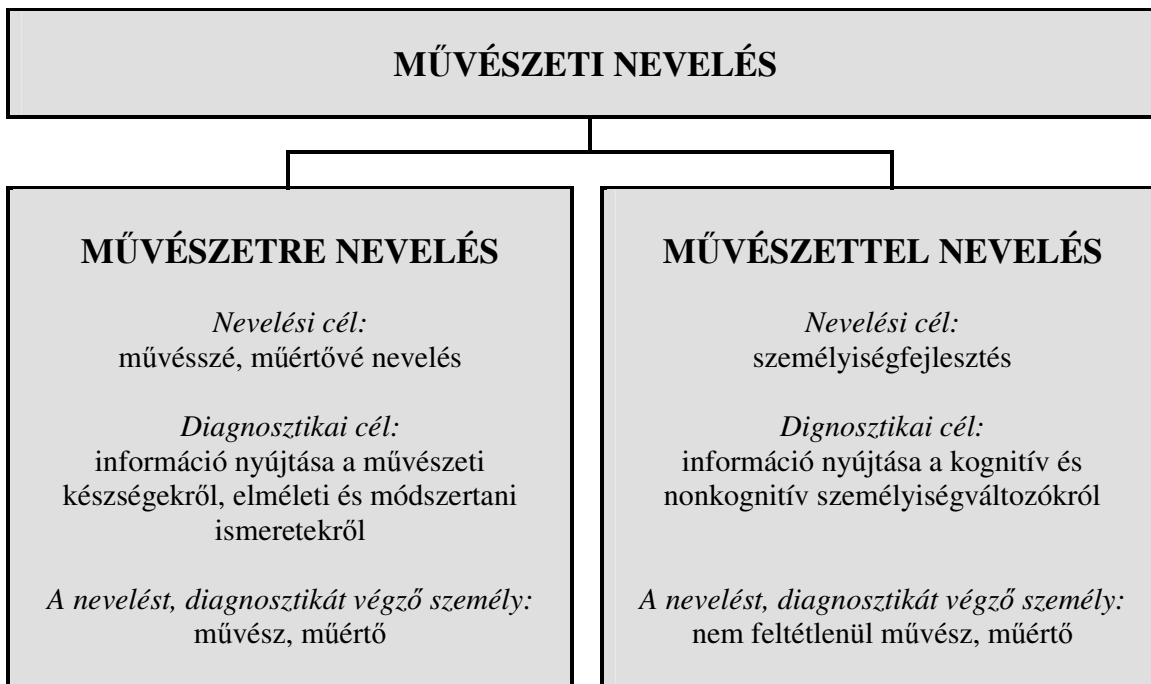 MŰVÉSZETI NEVELÉS
MŰVÉSZETRE NEVELÉS
Nevelési cél:
művésszé, műértővé nevelés
Diagnosztikai cél:
információ nyújtása a művészeti
készségekről, elméleti és módszertani
ismeretekről
A nevelést, diagnosztikát végző személy:
művész, műértő
MŰVÉSZETTEL NEVELÉS
Nevelési cél:
személyiségfejlesztés
Dignosztikai cél:
információ nyújtása a kognitív és
nonkognitív személyiségváltozókról
A nevelést, diagnosztikát végző személy:
nem feltétlenül művész, műértő